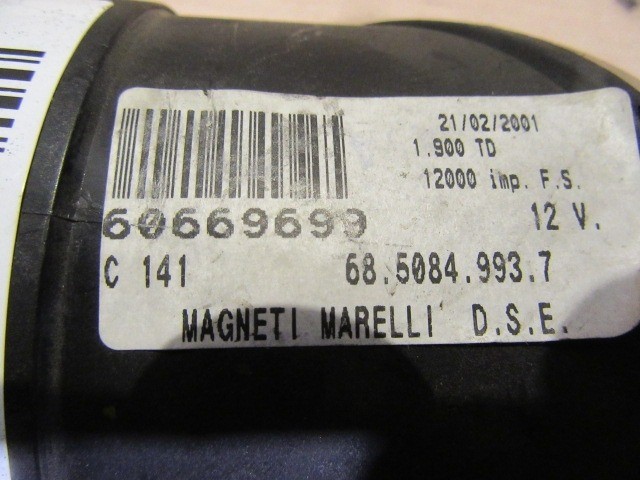 21/02/2001
1.900 TD
12000 imp. F.S.
60669699 12 V.
C 141 68.5084.993.7
MAGNETI MARELLI D.S.E.